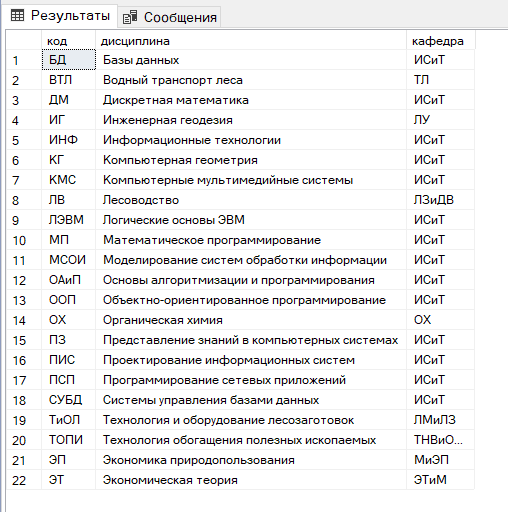 Результаты Сообщения
код дисциплина кафедра
1 БД Базы данных ИСиТ
2 ВТЛ Водный транспорт леса ТЛ
3 ДМ Дискретная математика ИСиТ
4 ИГ Инженерная геодезия ЛУ
5 ИНФ Информационные технологии ИСиТ
6 КГ Компьютерная геометрия ИСиТ
7 КМС Компьютерные мультимедийные системы ИСиТ
8 ЛВ Лесоводство ЛЗиДВ
9 ЛЭВМ Логические основы ЭВМ ИСиТ
10 МП Математическое программирование ИСиТ
11 МСОИ Моделирование систем обработки информации ИСиТ
12 ОАиП Основы алгоритмизации и программирования ИСиТ
13 ООП Объектно-ориентированное программирование ИСиТ
14 ОХ Органическая химия ОХ
15 ПЗ Представление знаний в компьютерных системах ИСиТ
16 ПИС Проектирование информационных систем ИСиТ
17 ПСП Программирование сетевых приложений ИСиТ
18 СУБД Системы управления базами данных ИСиТ
19 ТиОЛ Технология и оборудование лесозаготовок ЛМиЛЗ
20 ТОПИ Технология обогащения полезных ископаемых ТНВиО...
21 ЭП Экономика природопользования МиЭП
22 ЭТ Экономическая теория ЭТиМ